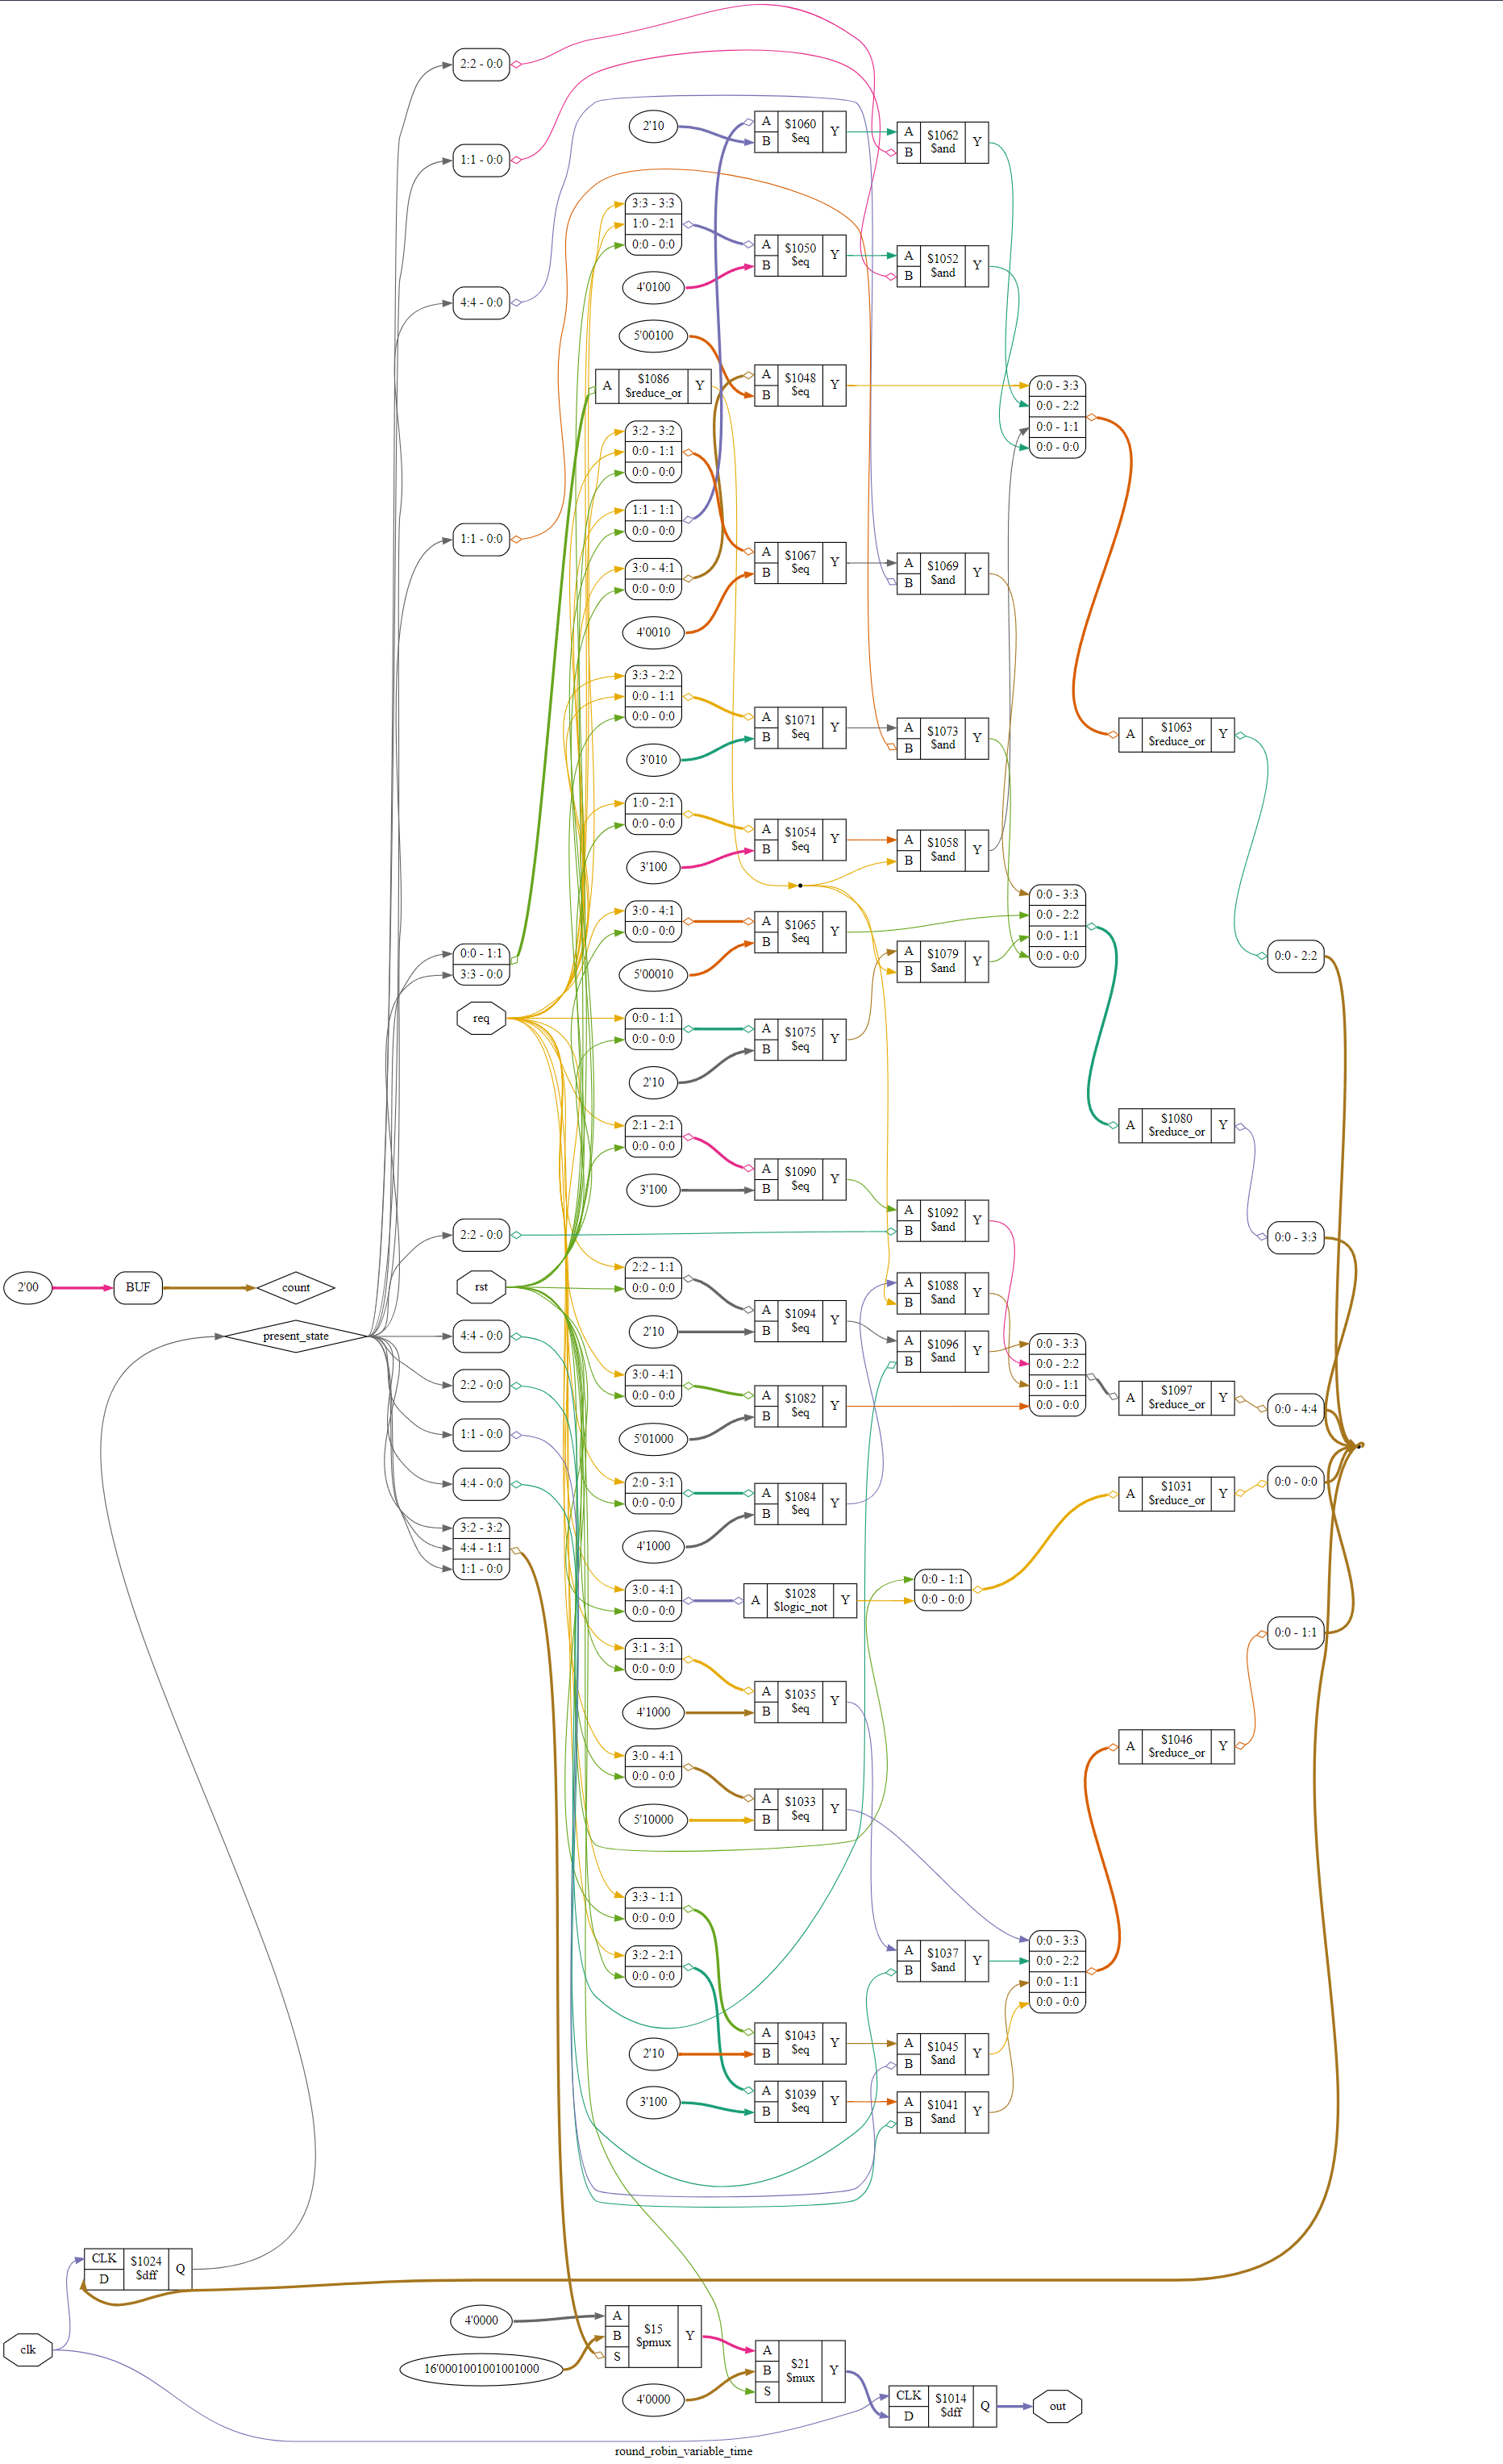 2:2 - 0:0
1:1 - 0:0
2'10
A
B
$1060
$eq
Y
A
B
$1062
$and
Y
3:3 - 3:3
1:0 - 2:1
0:0 - 0:0
A
B
$1050
$eq
Y
A
B
$1052
$and
Y
4:4 - 0:0
4'0100
5'00100
A
$1086
$reduce_or
Y
A
B
$1048
$eq
Y
0:0 - 3:3
0:0 - 2:2
0:0 - 1:1
0:0 - 0:0
3:2 - 3:2
0:0 - 1:1
0:0 - 0:0
1:1 - 0:0
1:1 - 1:1
0:0 - 0:0
3:0 - 4:1
0:0 - 0:0
A
B
$1067
$eq
Y
A
B
$1069
$and
Y
4'0010
3:3 - 2:2
0:0 - 1:1
0:0 - 0:0
A
B
$1071
$eq
Y
A
B
$1073
$and
Y
A
$1063
$reduce_or
Y
3'010
1:0 - 2:1
0:0 - 0:0
A
B
$1054
$eq
Y
A
B
$1058
$and
Y
3'100
0:0 - 3:3
0:0 - 2:2
0:0 - 1:1
0:0 - 0:0
3:0 - 4:1
0:0 - 0:0
A
B
$1065
$eq
Y
A
B
$1079
$and
Y
0:0 - 2:2
0:0 - 1:1
3:3 - 0:0
5'00010
req
0:0 - 1:1
0:0 - 0:0
A
B
$1075
$eq
Y
2'10
2:1 - 2:1
0:0 - 0:0
A
$1080
$reduce_or
Y
A
B
$1090
$eq
Y
3'100
2:2 - 0:0
A
B
$1092
$and
Y
0:0 - 3:3
2'00
BUF
count
rst
2:2 - 1:1
0:0 - 0:0
A
B
$1088
$and
Y
present_state
4:4 - 0:0
2'10
A
B
$1094
$eq
Y
A
B
$1096
$and
Y
0:0 - 3:3
0:0 - 2:2
0:0 - 1:1
0:0 - 0:0
2:2 - 0:0
3:0 - 4:1
0:0 - 0:0
A
B
$1082
$eq
Y
A
$1097
$reduce_or
Y
0:0 - 4:4
1:1 - 0:0
5'01000
4:4 - 0:0
2:0 - 3:1
0:0 - 0:0
A
B
$1084
$eq
Y
A
$1031
$reduce_or
Y
0:0 - 0:0
3:2 - 3:2
4:4 - 1:1
1:1 - 0:0
4'1000
3:0 - 4:1
0:0 - 0:0
A
$1028
$logic_not
Y
0:0 - 1:1
0:0 - 0:0
3:1 - 3:1
0:0 - 0:0
0:0 - 1:1
A
B
$1035
$eq
Y
4'1000
3:0 - 4:1
0:0 - 0:0
A
$1046
$reduce_or
Y
A
B
$1033
$eq
Y
5'10000
3:3 - 1:1
0:0 - 0:0
3:2 - 2:1
0:0 - 0:0
A
B
$1037
$and
Y
0:0 - 3:3
0:0 - 2:2
0:0 - 1:1
0:0 - 0:0
2'10
A
B
$1043
$eq
Y
A
B
$1045
$and
Y
3'100
A
B
$1039
$eq
Y
A
B
$1041
$and
Y
CLK
D
$1024
$dff
Q
clk
4'0000
16'0001001001001000
A
B
S
$15
$pmux
Y
4'0000
A
B
S
$21
$mux
Y
CLK
D
$1014
$dff
Q
out
round_robin_variable_time